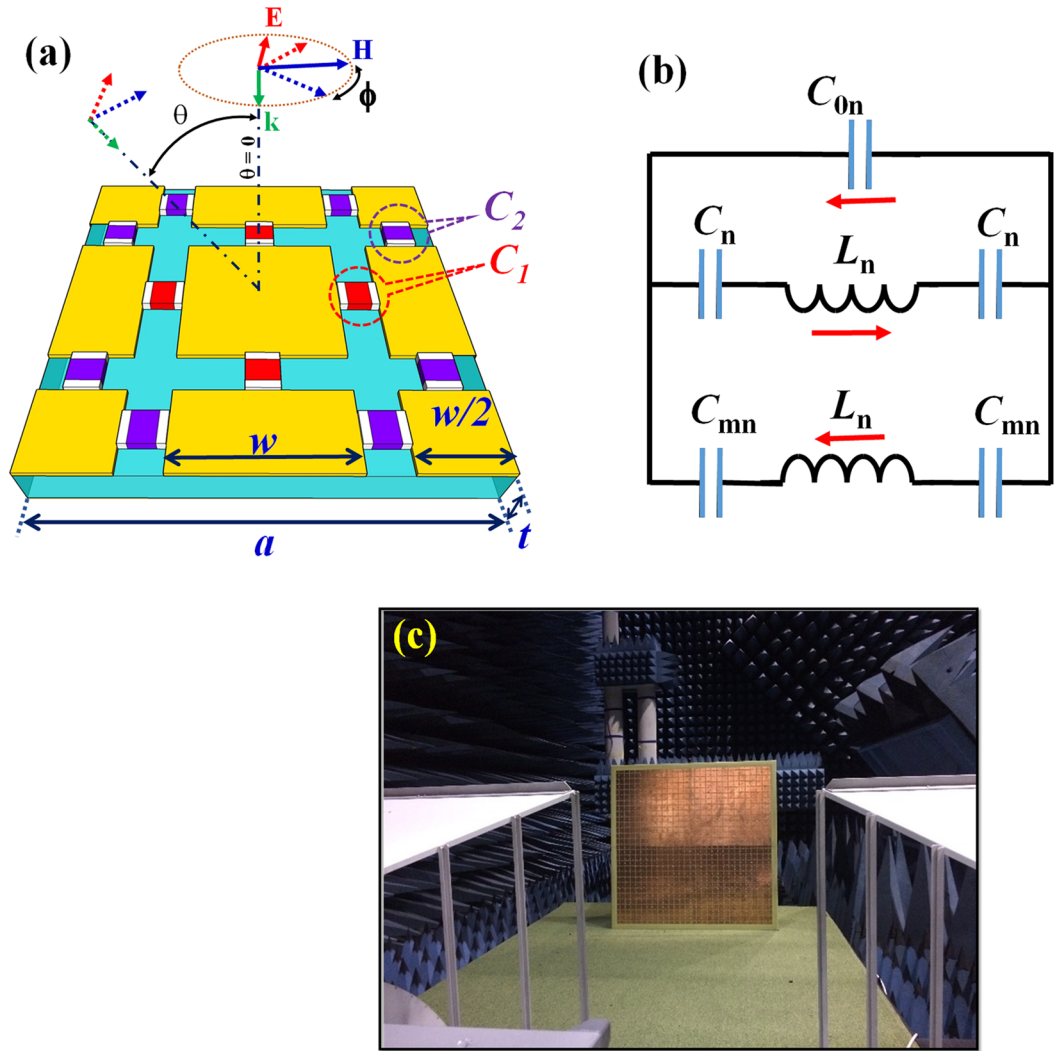 (a)
E
H
ϕ
k
θ
θ = 0
C₂
C₁
w
w/2
a
t
(b)
C₀ₙ
Cₙ
Lₙ
Cₙ
Cₘₙ
Lₙ
Cₘₙ
(c)